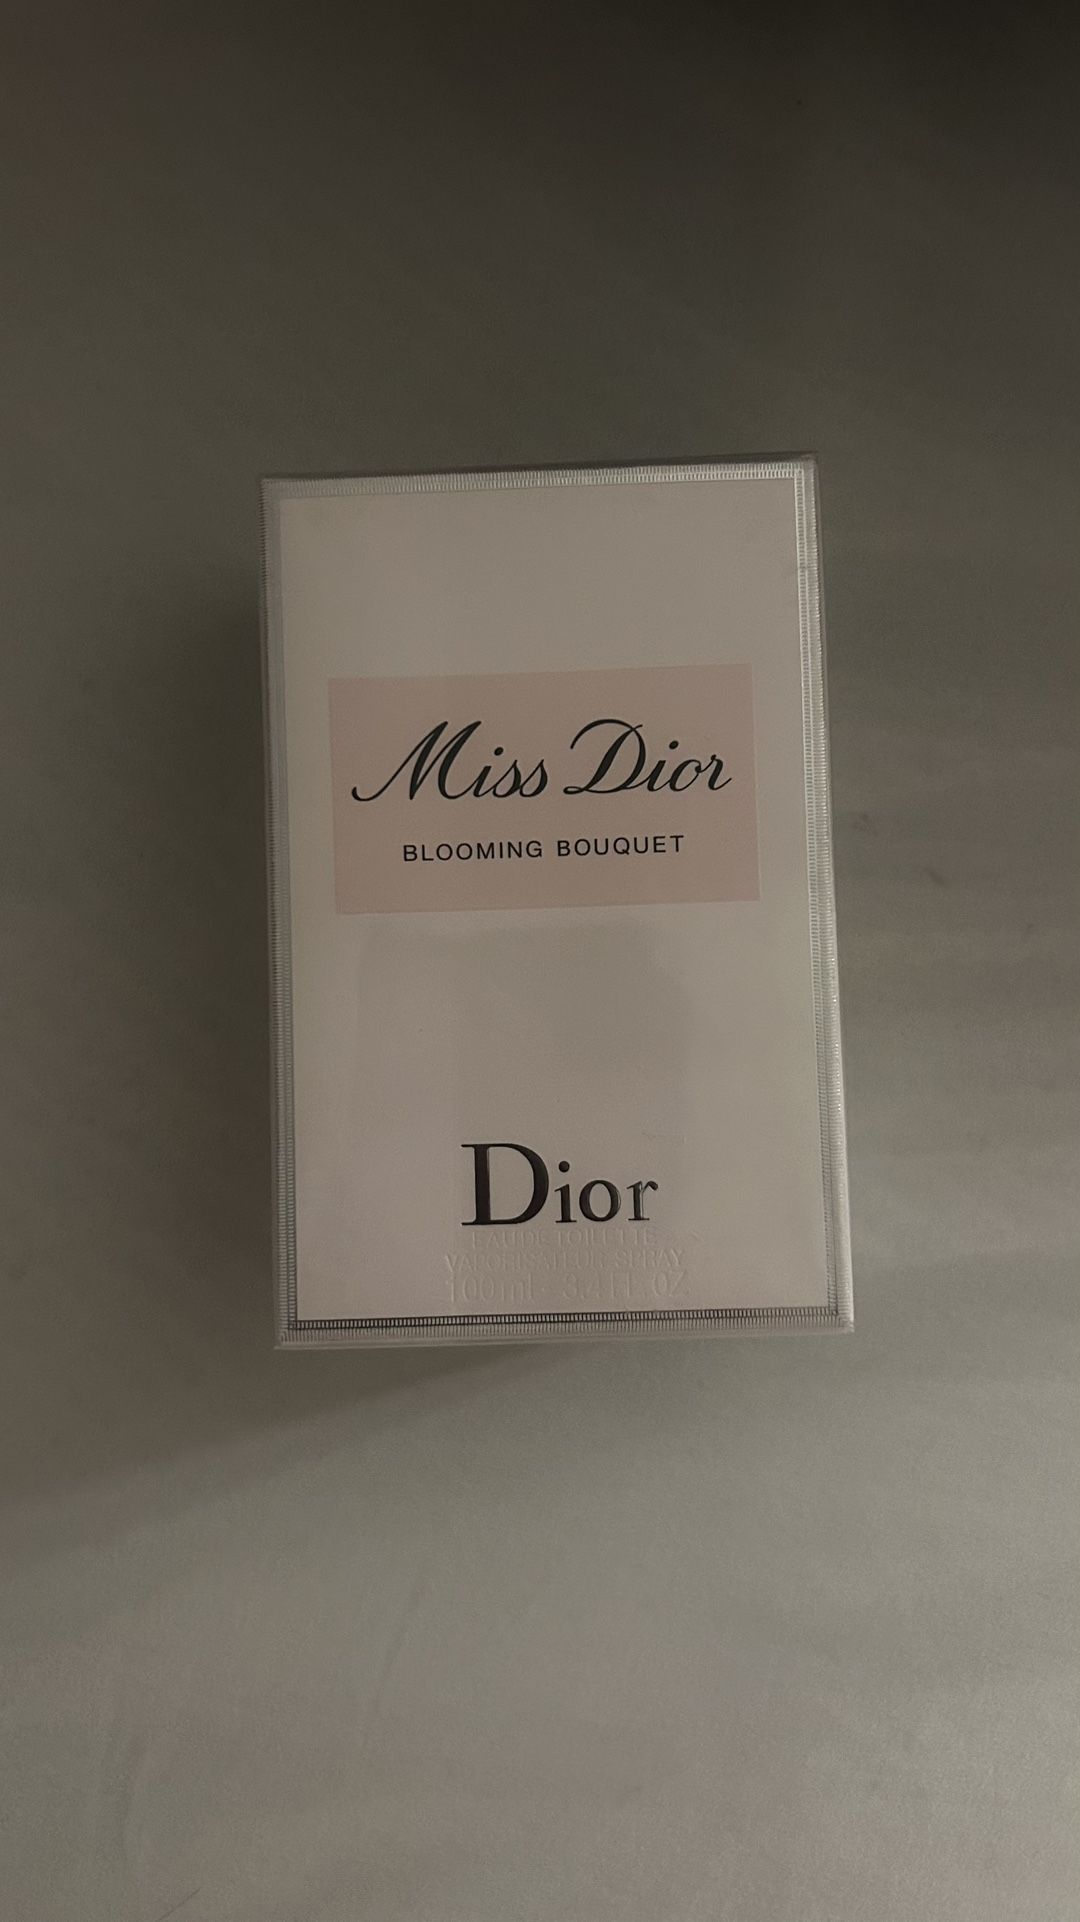 Miss Dior
BLOOMING BOUQUET
Dior
EAU DE TOILETTE
VAPORISATEUR SPRAY
100 ml · 3.4 FL. OZ.